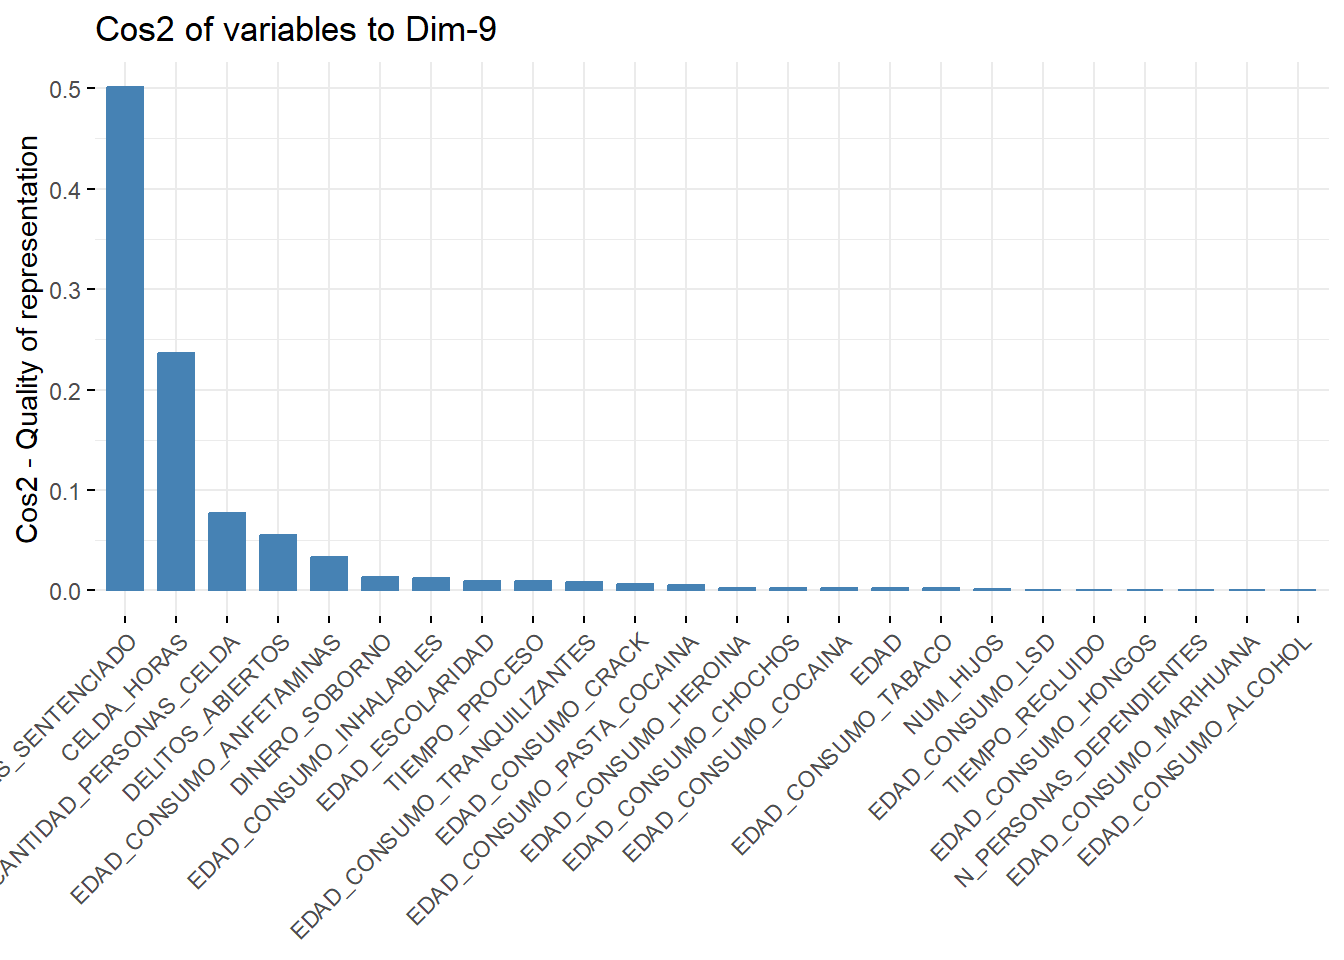 Cos2 of variables to Dim-9
Cos2 - Quality of representation
0.5
0.4
0.3
0.2
0.1
0.0
S_SENTENCIADO
CELDA_HORAS
CANTIDAD_PERSONAS_CELDA
DELITOS_ABIERTOS
EDAD_CONSUMO_ANFETAMINAS
DINERO_SOBORNO
EDAD_CONSUMO_INHALABLES
EDAD_ESCOLARIDAD
TIEMPO_PROCESO
EDAD_CONSUMO_TRANQUILIZANTES
EDAD_CONSUMO_CRACK
EDAD_CONSUMO_PASTA_COCAINA
EDAD_CONSUMO_HEROINA
EDAD_CONSUMO_CHOCHOS
EDAD_CONSUMO_COCAINA
EDAD
EDAD_CONSUMO_TABACO
NUM_HIJOS
EDAD_CONSUMO_LSD
TIEMPO_RECLUIDO
EDAD_CONSUMO_HONGOS
N_PERSONAS_DEPENDIENTES
EDAD_CONSUMO_MARIHUANA
EDAD_CONSUMO_ALCOHOL